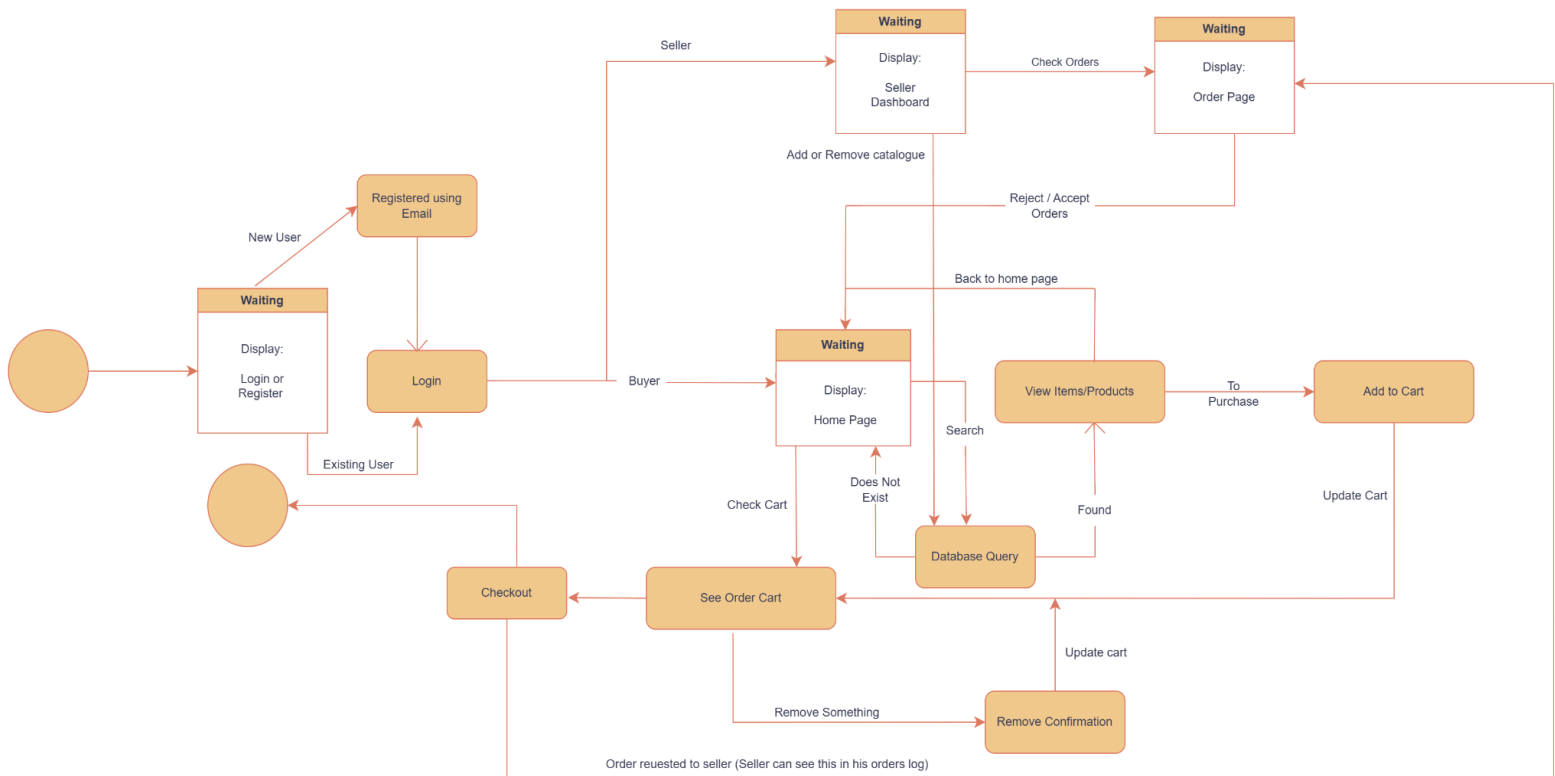 Waiting
Display:
Seller
Dashboard
Waiting
Display:
Order Page
Seller
Check Orders
Add or Remove catalogue
Reject / Accept
Orders
Registered using
Email
New User
Back to home page
Waiting
Display:
Login or
Register
Waiting
Display:
Home Page
Login
Buyer
View Items/Products
To
Purchase
Add to Cart
Search
Existing User
Does Not
Exist
Check Cart
Found
Update Cart
Database Query
Checkout
See Order Cart
Update cart
Remove Something
Remove Confirmation
Order reuested to seller (Seller can see this in his orders log)